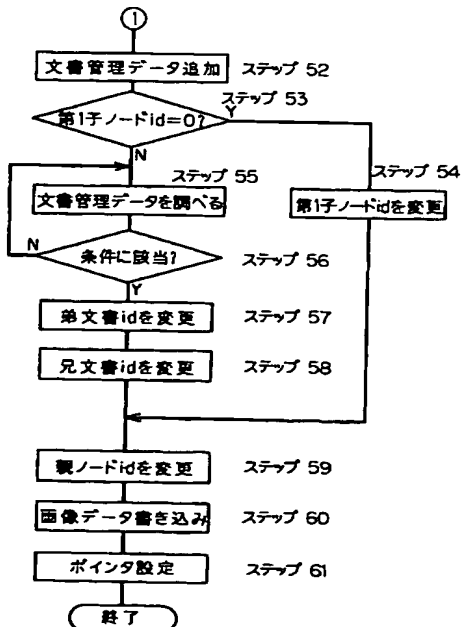 1
文書管理データ追加 ステップ 52
ステップ 53
第1子ノードid=0? Y
N
ステップ 55 ステップ 54
文書管理データを調べる 第1子ノードidを変更
N 条件に該当? ステップ 56
Y
弟文書idを変更 ステップ 57
兄文書idを変更 ステップ 58
親ノードidを変更 ステップ 59
画像データ書き込み ステップ 60
ポインタ設定 ステップ 61
終了